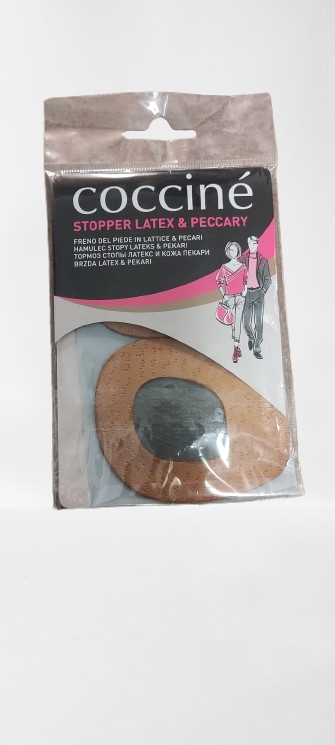 cocciné
STOPPER LATEX & PECCARY
FRENO DEL PIEDE IN LATTICE & PECARI
HAMULEC STOPY LATEKS & PEKARI
ТОРМОЗ СТОПЫ ЛАТЕКС И КОЖА ПЕКАРИ
BRZDA LATEX & PEKARI